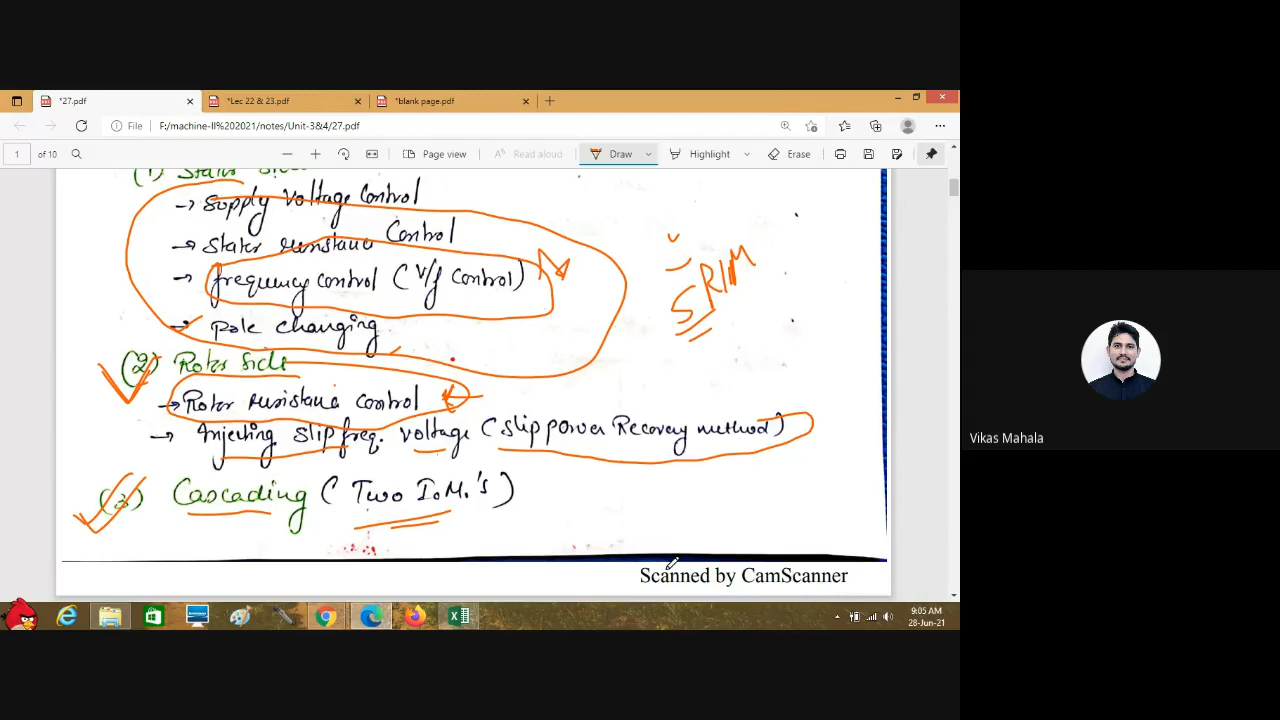 *27.pdf
*Lec 22 & 23.pdf
*blank page.pdf
File F:/machine-II%202021/notes/Unit-3&4/27.pdf
1 of 10 Page view Read aloud Draw Highlight Erase
(1)
→ Supply voltage control
→ Stator resistance Control
→ frequency control (V/f control)
→ Pole changing
SRIM
(2) Rotor Side
→ Rotor resistance control
→ Injecting slip freq. voltage (slip power Recovery method)
(3) Cascading (Two I.M.'s)
Scanned by CamScanner
Vikas Mahala
9:05 AM
28-Jun-21